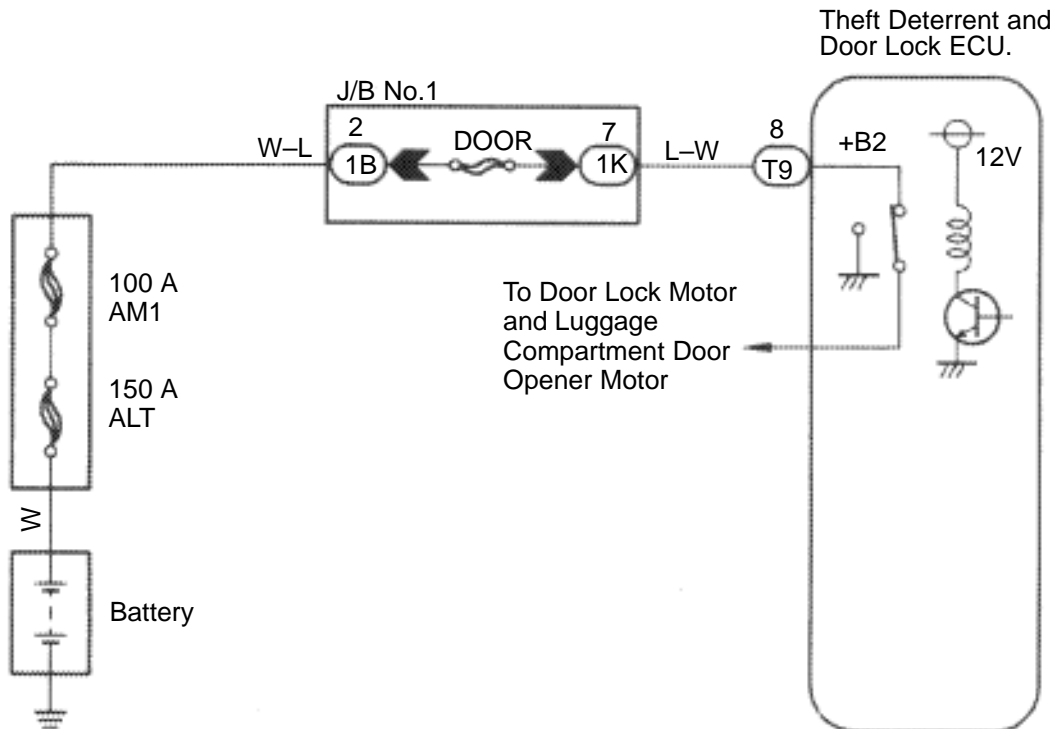 Theft Deterrent and
Door Lock ECU.
J/B No.1
2
DOOR
7
8
W–L
1B
1K
L–W
T9
+B2
12V
100 A
AM1
To Door Lock Motor
and Luggage
Compartment Door
Opener Motor
150 A
ALT
W
Battery